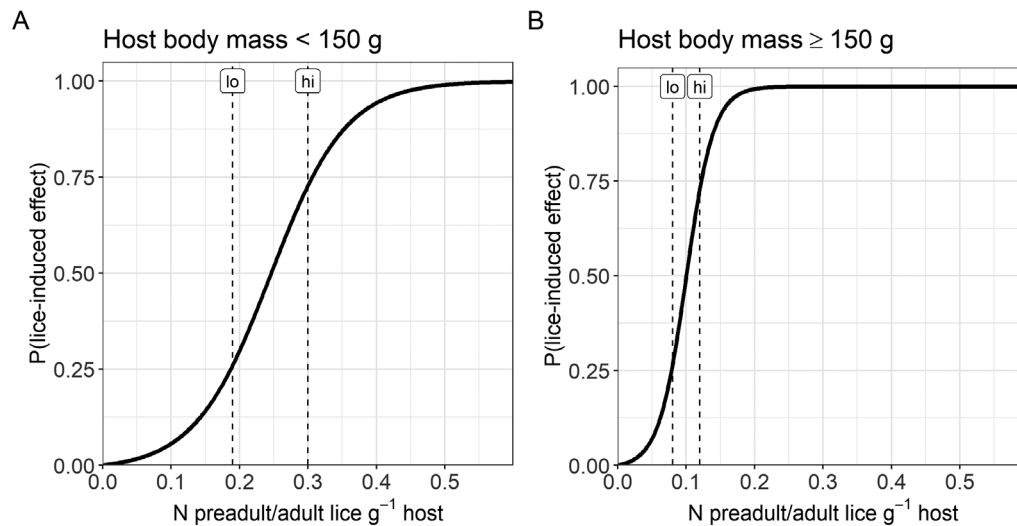 A
Host body mass < 150 g
lo
hi
1.00
0.75
0.50
0.25
0.00
P(lice-induced effect)
0.0 0.1 0.2 0.3 0.4 0.5
N preadult/adult lice g⁻¹ host
B
Host body mass ≥ 150 g
lo
hi
1.00
0.75
0.50
0.25
0.00
P(lice-induced effect)
0.0 0.1 0.2 0.3 0.4 0.5
N preadult/adult lice g⁻¹ host